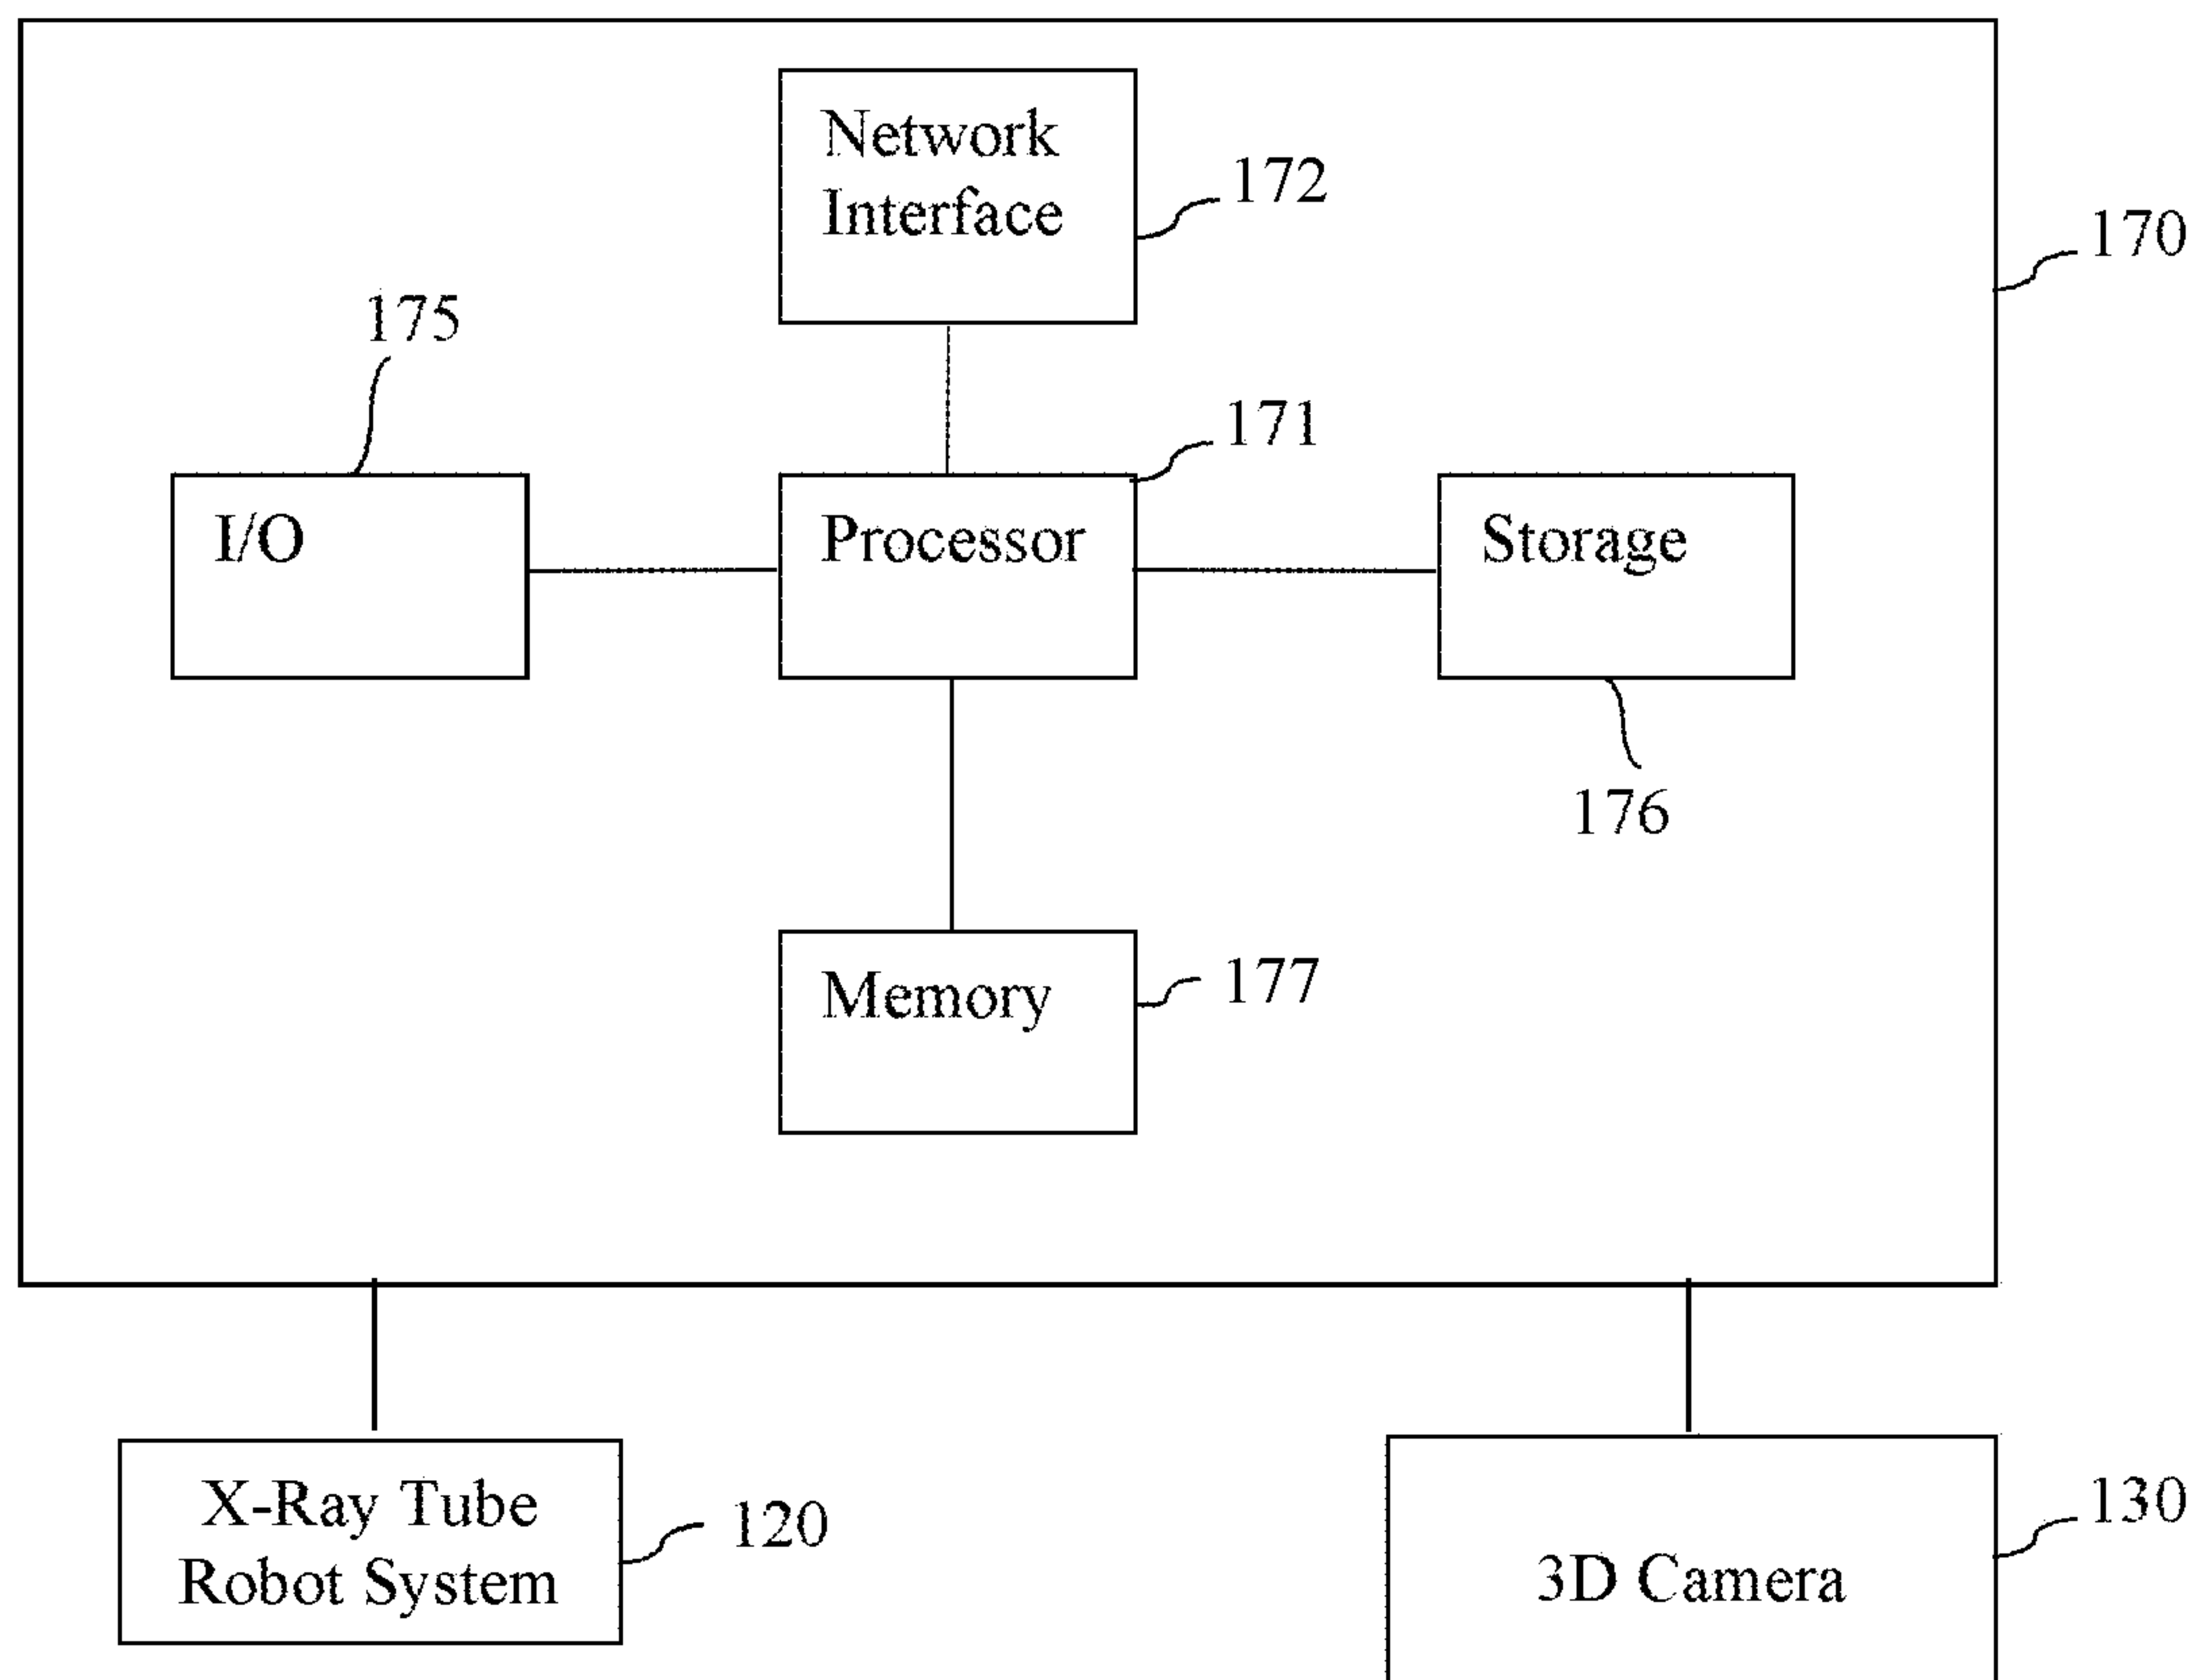 Network
Interface
172
170
175
171
I/O
Processor
Storage
176
Memory
177
X-Ray Tube
Robot System
120
3D Camera
130